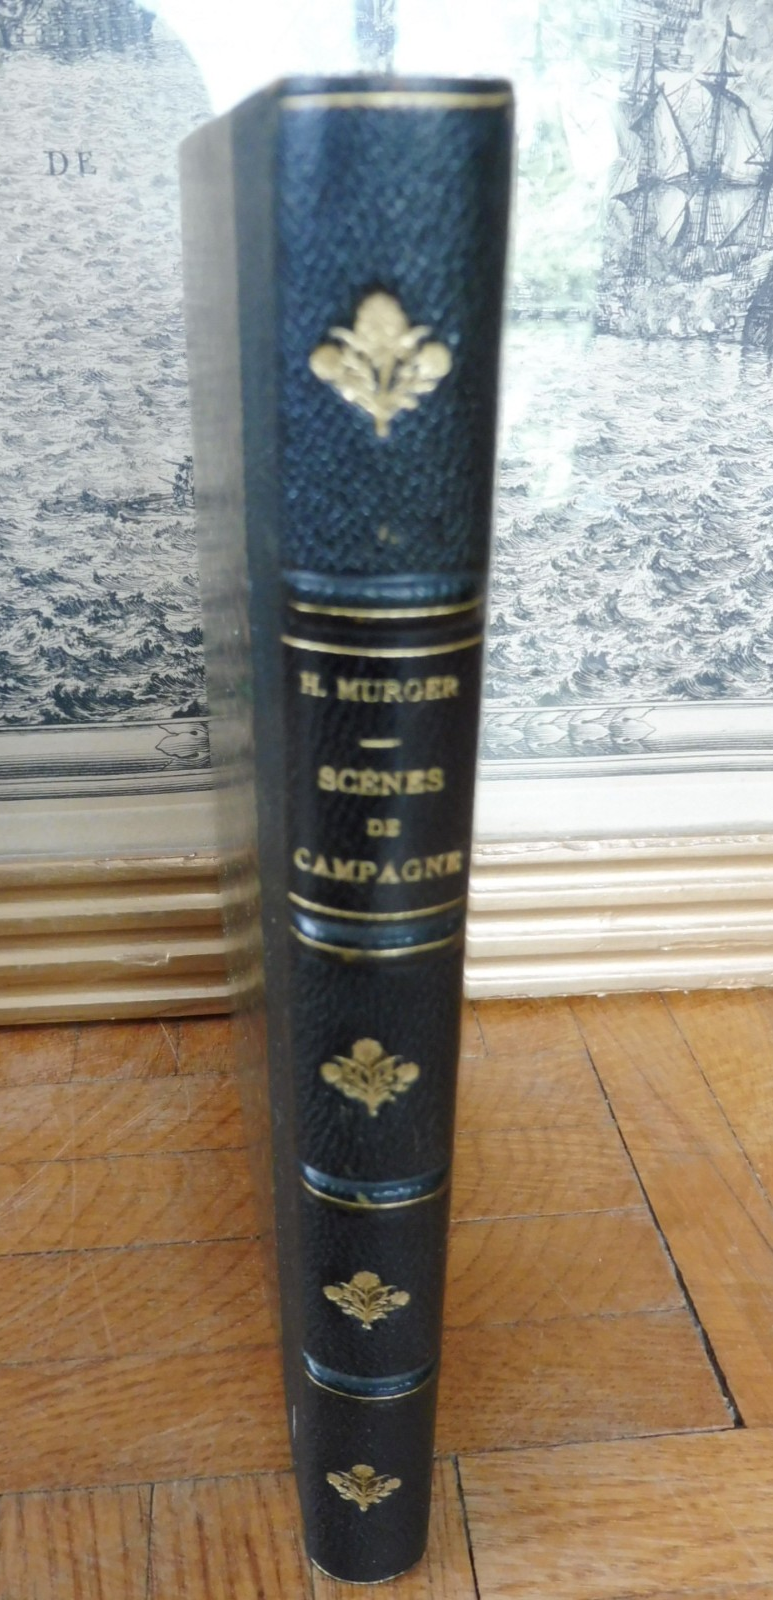 DE
H. MURGER
SCÈNES
DE
CAMPAGNE